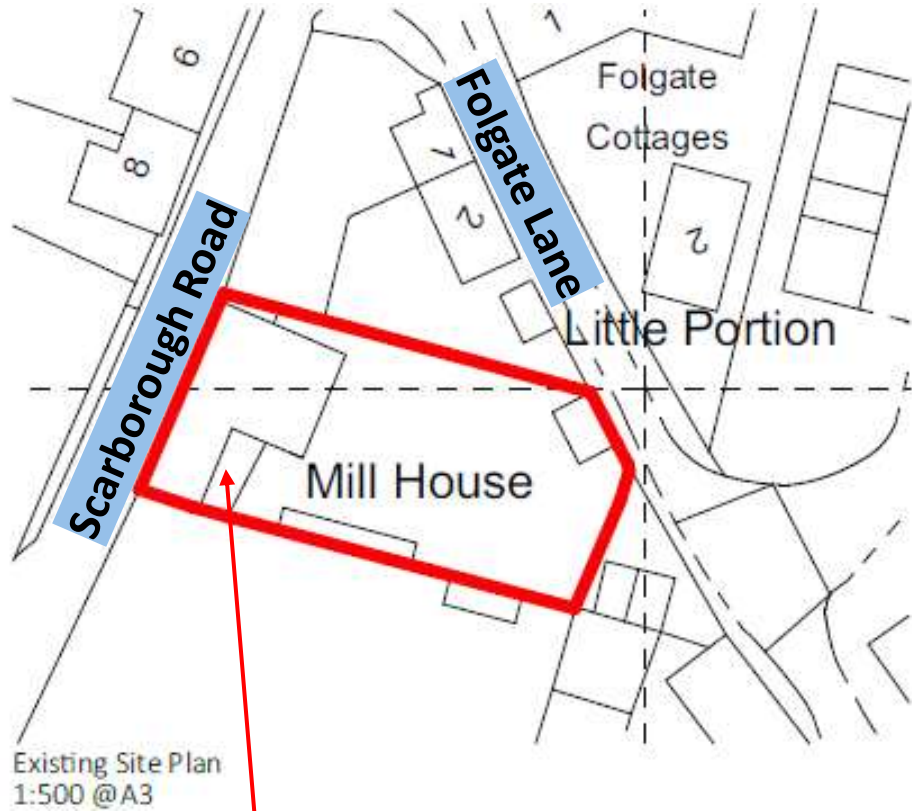 9
8
Scarborough Road
1
2
Folgate Lane
1
Folgate
Cottages
2
Little Portion
Mill House
Existing Site Plan
1:500 @A3